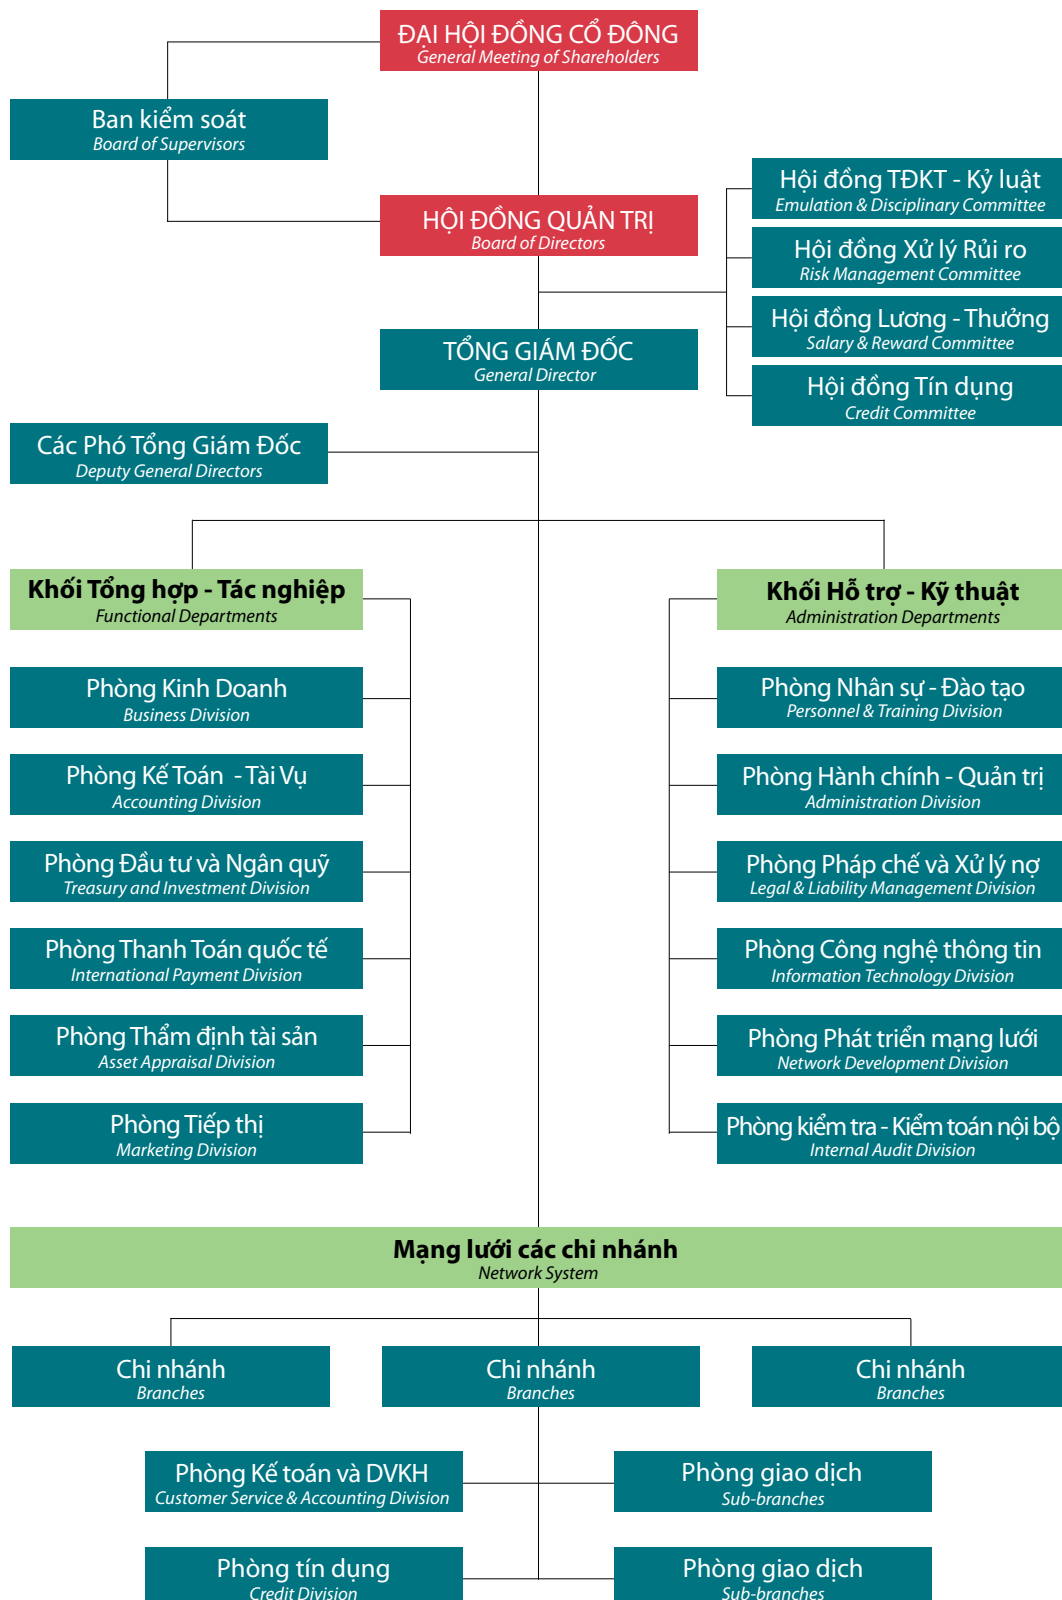 ĐẠI HỘI ĐỒNG CỔ ĐÔNG
General Meeting of Shareholders
Ban kiểm soát
Board of Supervisors
Hội đồng TĐKT - Kỷ luật
Emulation & Disciplinary Committee
HỘI ĐỒNG QUẢN TRỊ
Board of Directors
Hội đồng Xử lý Rủi ro
Risk Management Committee
Hội đồng Lương - Thưởng
Salary & Reward Committee
TỔNG GIÁM ĐỐC
General Director
Hội đồng Tín dụng
Credit Committee
Các Phó Tổng Giám Đốc
Deputy General Directors
Khối Tổng hợp - Tác nghiệp
Functional Departments
Phòng Kinh Doanh
Business Division
Phòng Kế Toán - Tài Vụ
Accounting Division
Phòng Đầu tư và Ngân quỹ
Treasury and Investment Division
Phòng Thanh Toán quốc tế
International Payment Division
Phòng Thẩm định tài sản
Asset Appraisal Division
Phòng Tiếp thị
Marketing Division
Khối Hỗ trợ - Kỹ thuật
Administration Departments
Phòng Nhân sự - Đào tạo
Personnel & Training Division
Phòng Hành chính - Quản trị
Administration Division
Phòng Pháp chế và Xử lý nợ
Legal & Liability Management Division
Phòng Công nghệ thông tin
Information Technology Division
Phòng Phát triển mạng lưới
Network Development Division
Phòng kiểm tra - Kiểm toán nội bộ
Internal Audit Division
Mạng lưới các chi nhánh
Network System
Chi nhánh
Branches
Chi nhánh
Branches
Chi nhánh
Branches
Phòng Kế toán và DVKH
Customer Service & Accounting Division
Phòng giao dịch
Sub-branches
Phòng tín dụng
Credit Division
Phòng giao dịch
Sub-branches